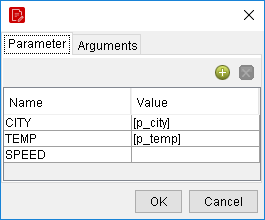 Parameter Arguments
Name Value
CITY [p_city]
TEMP [p_temp]
SPEED
OK Cancel